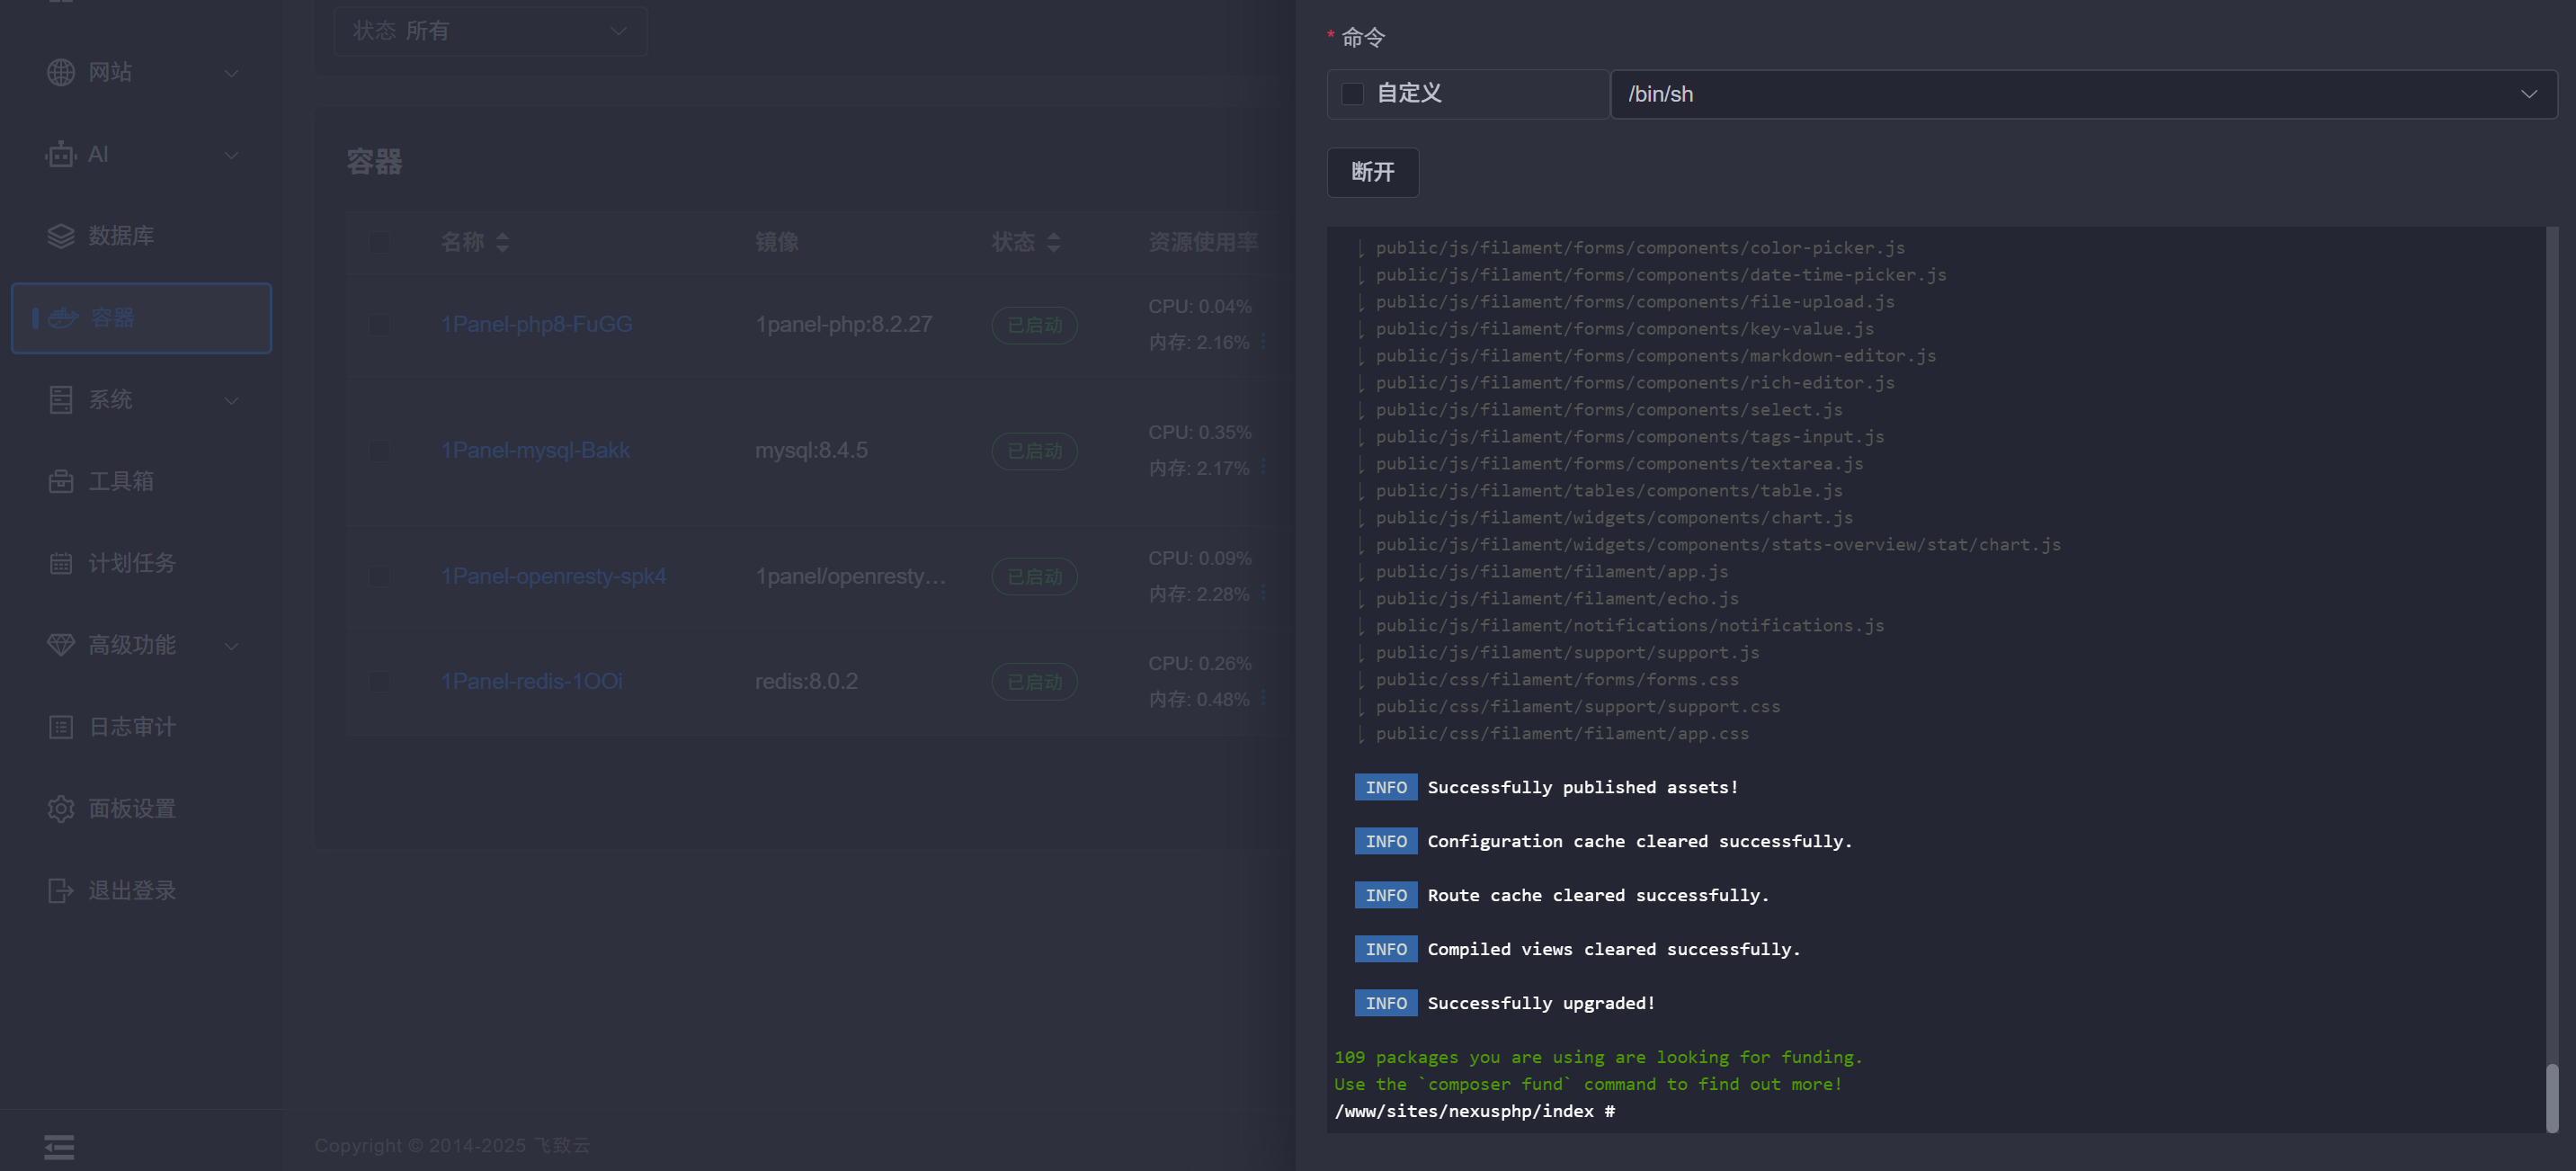 网站
AI
数据库
容器
系统
工具箱
计划任务
高级功能
日志审计
面板设置
退出登录
状态 所有
容器
名称 镜像 状态 资源使用率
1Panel-php8-FuGG 1panel-php:8.2.27 已启动 CPU: 0.04%
内存: 2.16%
1Panel-mysql-Bakk mysql:8.4.5 已启动 CPU: 0.35%
内存: 2.17%
1Panel-openresty-spk4 1panel/openresty… 已启动 CPU: 0.09%
内存: 2.28%
1Panel-redis-1OOi redis:8.0.2 已启动 CPU: 0.26%
内存: 0.48%
Copyright © 2014-2025 飞致云
* 命令
自定义 /bin/sh
断开
⇂ public/js/filament/forms/components/color-picker.js
⇂ public/js/filament/forms/components/date-time-picker.js
⇂ public/js/filament/forms/components/file-upload.js
⇂ public/js/filament/forms/components/key-value.js
⇂ public/js/filament/forms/components/markdown-editor.js
⇂ public/js/filament/forms/components/rich-editor.js
⇂ public/js/filament/forms/components/select.js
⇂ public/js/filament/forms/components/tags-input.js
⇂ public/js/filament/forms/components/textarea.js
⇂ public/js/filament/tables/components/table.js
⇂ public/js/filament/widgets/components/chart.js
⇂ public/js/filament/widgets/components/stats-overview/stat/chart.js
⇂ public/js/filament/filament/app.js
⇂ public/js/filament/filament/echo.js
⇂ public/js/filament/notifications/notifications.js
⇂ public/js/filament/support/support.js
⇂ public/css/filament/forms/forms.css
⇂ public/css/filament/support/support.css
⇂ public/css/filament/filament/app.css
INFO Successfully published assets!
INFO Configuration cache cleared successfully.
INFO Route cache cleared successfully.
INFO Compiled views cleared successfully.
INFO Successfully upgraded!
109 packages you are using are looking for funding.
Use the `composer fund` command to find out more!
/www/sites/nexusphp/index #